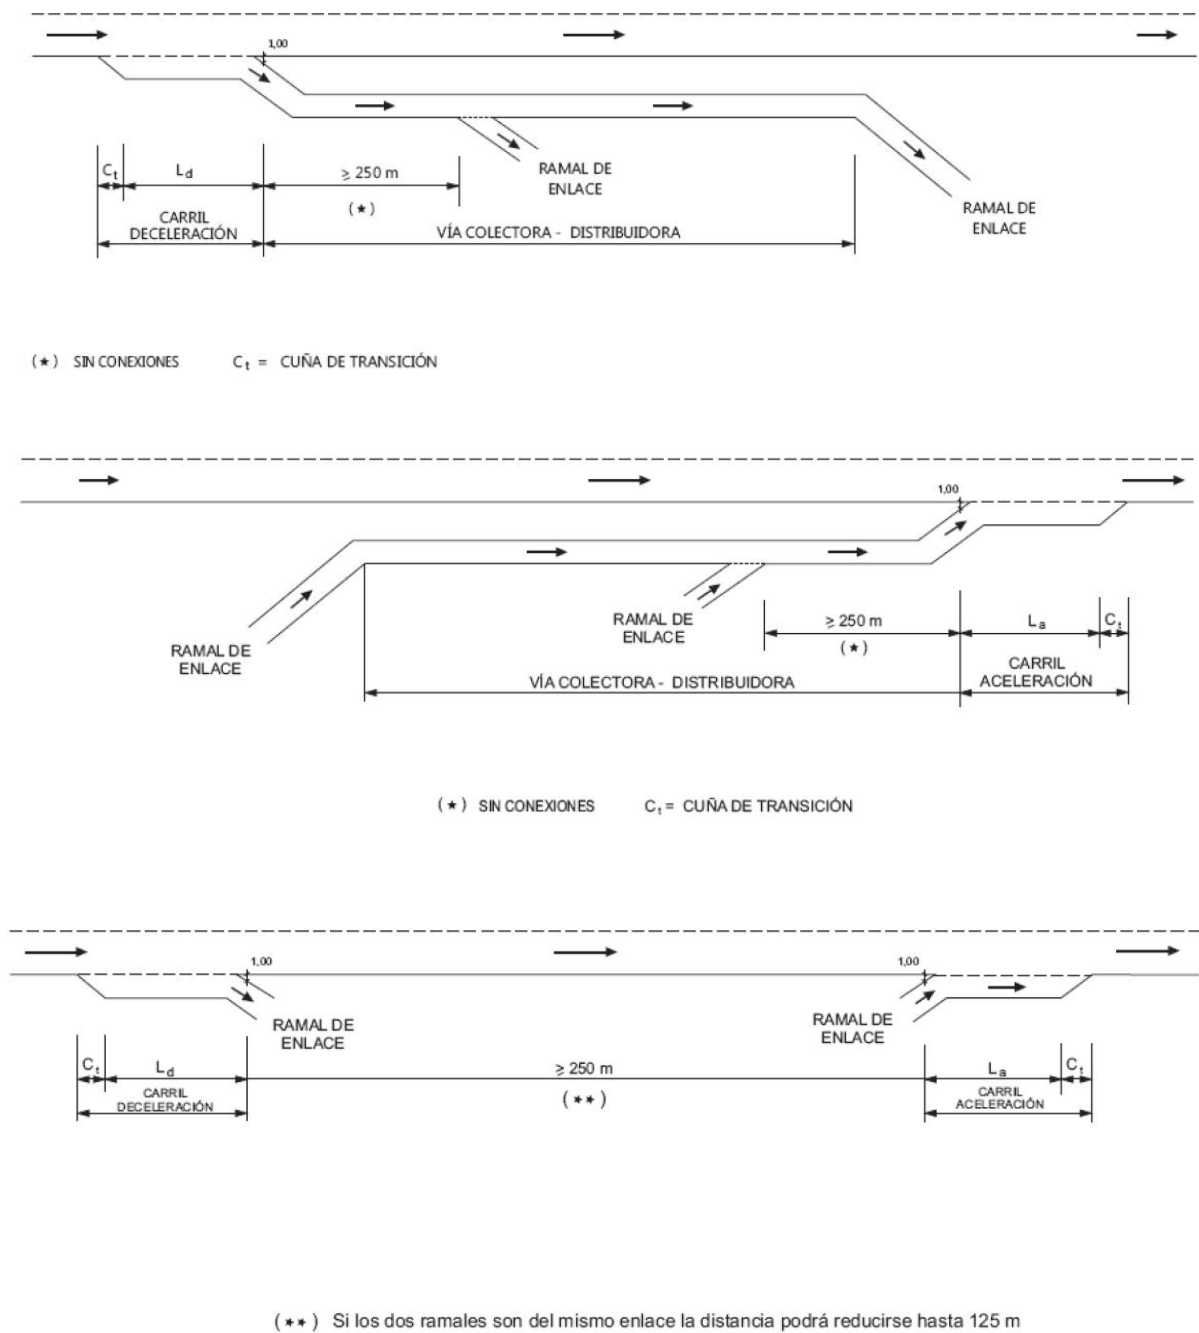 1,00
RAMAL DE
ENLACE
RAMAL DE
ENLACE
Ct
Ld
≥ 250 m
(★)
CARRIL
DECELERACIÓN
VÍA COLECTORA - DISTRIBUIDORA
(★) SIN CONEXIONES Ct = CUÑA DE TRANSICIÓN
1,00
RAMAL DE
ENLACE
RAMAL DE
ENLACE
≥ 250 m
(★)
La
Ct
CARRIL
ACELERACIÓN
VÍA COLECTORA - DISTRIBUIDORA
(★) SIN CONEXIONES Ct = CUÑA DE TRANSICIÓN
1,00
1,00
RAMAL DE
ENLACE
RAMAL DE
ENLACE
Ct
Ld
CARRIL
DECELERACIÓN
≥ 250 m
(★★)
La
Ct
CARRIL
ACELERACIÓN
(★★) Si los dos ramales son del mismo enlace la distancia podrá reducirse hasta 125 m